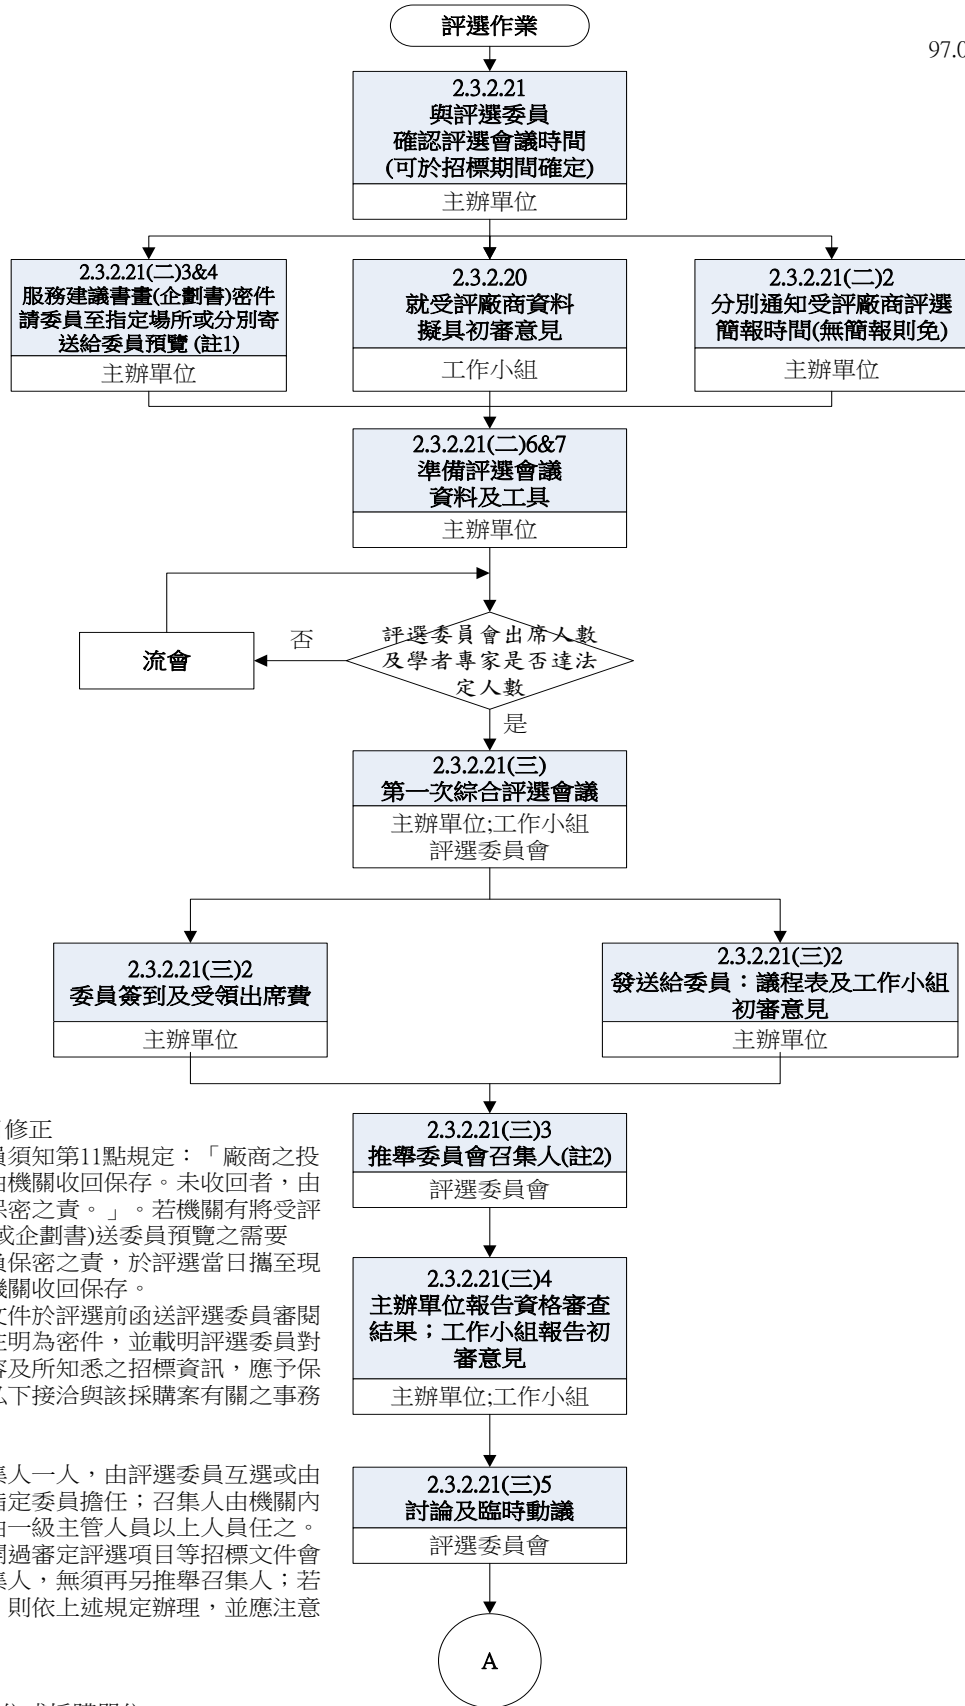 評選作業
97.0
2.3.2.21
與評選委員
確認評選會議時間
(可於招標期間確定)
主辦單位
2.3.2.21(二)3&4
服務建議書書(企劃書)密件
請委員至指定場所或分別寄
送給委員預覽 (註1)
主辦單位
2.3.2.20
就受評廠商資料
擬具初審意見
工作小組
2.3.2.21(二)2
分別通知受評廠商評選
簡報時間(無簡報則免)
主辦單位
2.3.2.21(二)6&7
準備評選會議
資料及工具
主辦單位
評選委員會出席人數
及學者專家是否達法
定人數
否
流會
是
2.3.2.21(三)
第一次綜合評選會議
主辦單位;工作小組
評選委員會
2.3.2.21(三)2
委員簽到及受領出席費
主辦單位
2.3.2.21(三)2
發送給委員：議程表及工作小組
初審意見
主辦單位
2.3.2.21(三)3
推舉委員會召集人(註2)
評選委員會
2.3.2.21(三)4
主辦單位報告資格審查
結果；工作小組報告初
審意見
主辦單位;工作小組
2.3.2.21(三)5
討論及臨時動議
評選委員會
A
修正
員須知第11點規定：「廠商之投
由機關收回保存。未收回者，由
保密之責。」。若機關有將受評
或企劃書)送委員預覽之需要
負保密之責，於評選當日攜至現
機關收回保存。
文件於評選前函送評選委員審閱
註明為密件，並載明評選委員對
容及所知悉之招標資訊，應予保
私下接洽與該採購案有關之事務
集人一人，由評選委員互選或由
指定委員擔任；召集人由機關內
由一級主管人員以上人員任之。
開過審定評選項目等招標文件會
集人，無須再另推舉召集人；若
則依上述規定辦理，並應注意